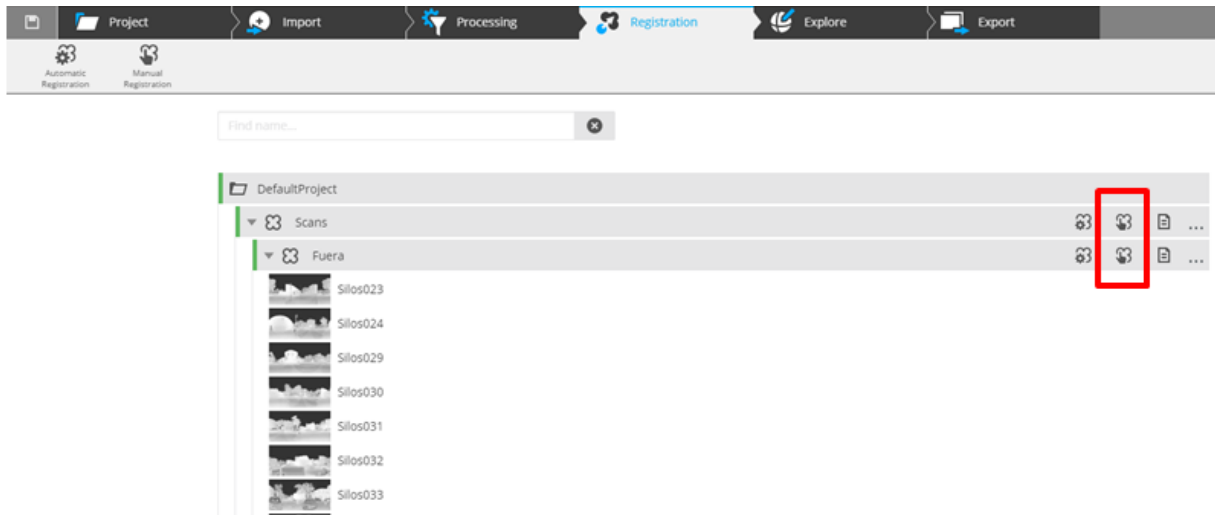 Project Import Processing Registration Explore Export
Automatic Registration
Manual Registration
Find name...
DefaultProject
Scans
...
Fuera
...
Silos023
Silos024
Silos029
Silos030
Silos031
Silos032
Silos033